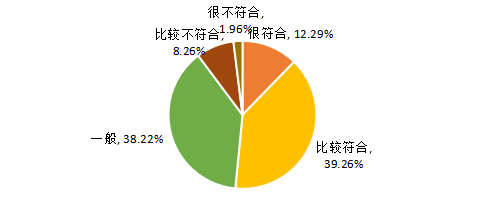 很不符合,
1.96%
很符合, 12.29%
比较不符合,
8.26%
一般, 38.22%
比较符合,
39.26%